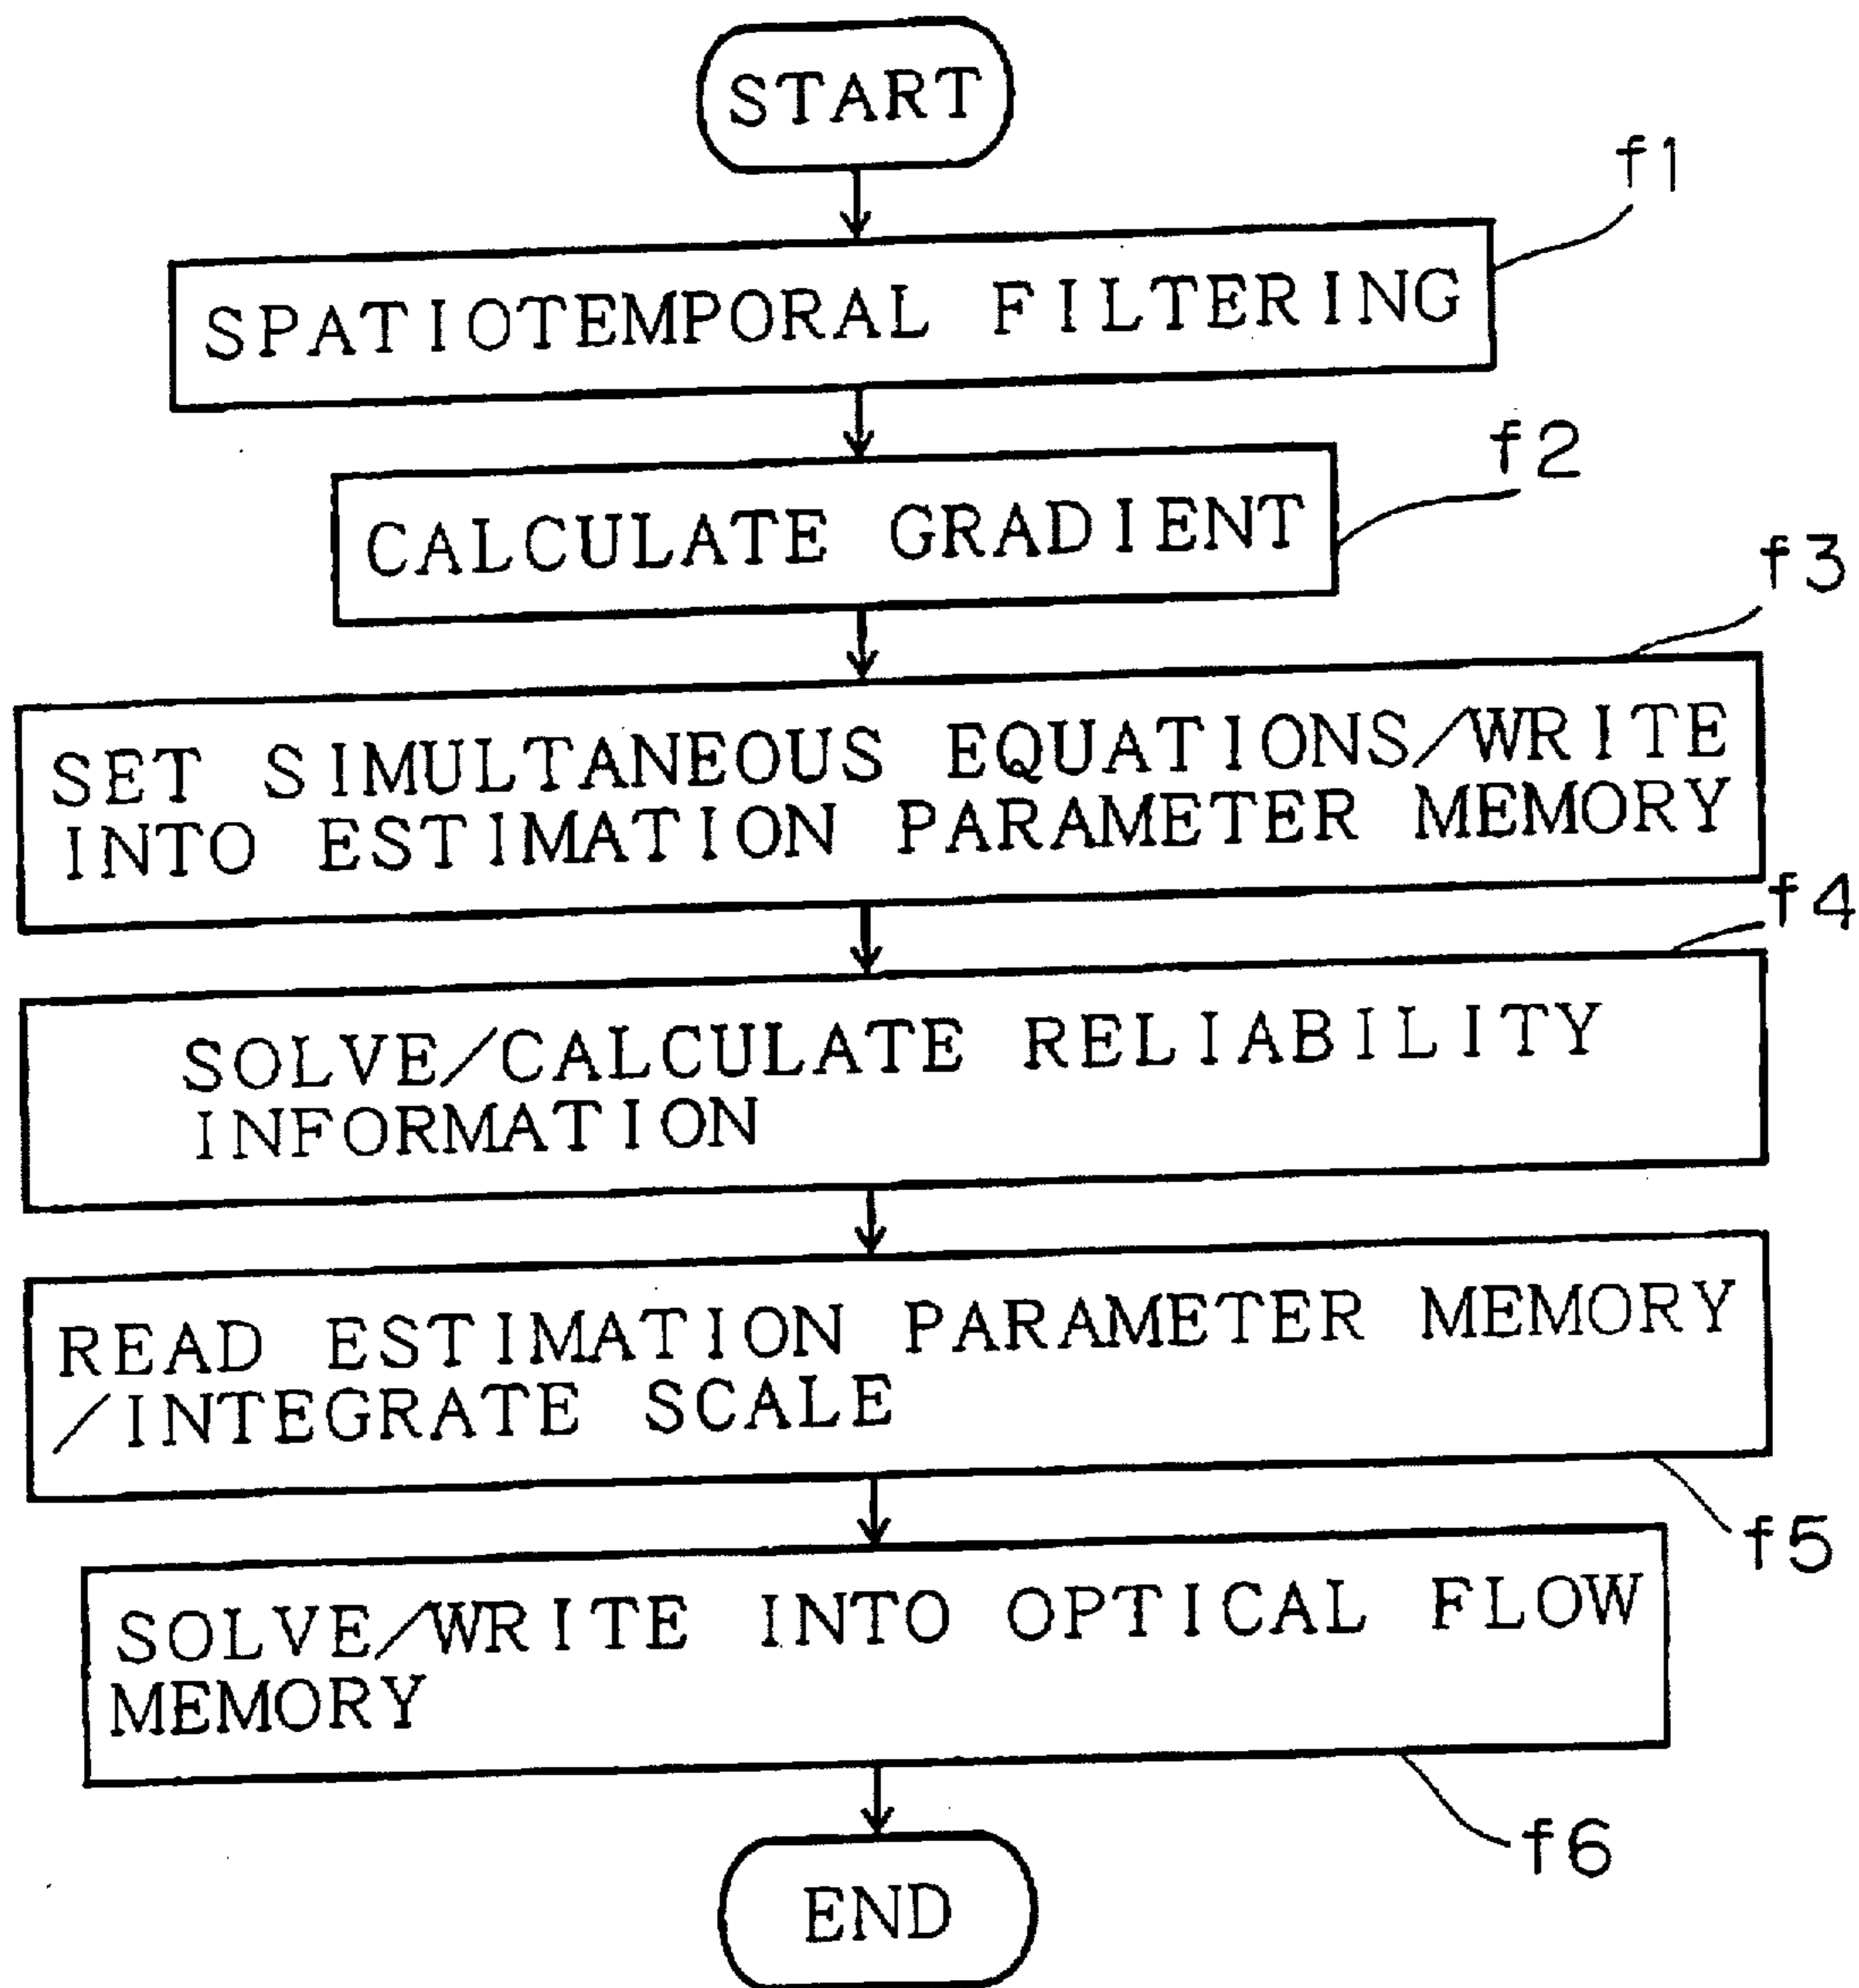 START
f1
SPATIOTEMPORAL FILTERING
f2
CALCULATE GRADIENT
f3
SET SIMULTANEOUS EQUATIONS/WRITE
INTO ESTIMATION PARAMETER MEMORY
f4
SOLVE/CALCULATE RELIABILITY
INFORMATION
READ ESTIMATION PARAMETER MEMORY
/INTEGRATE SCALE
f5
SOLVE/WRITE INTO OPTICAL FLOW
MEMORY
f6
END